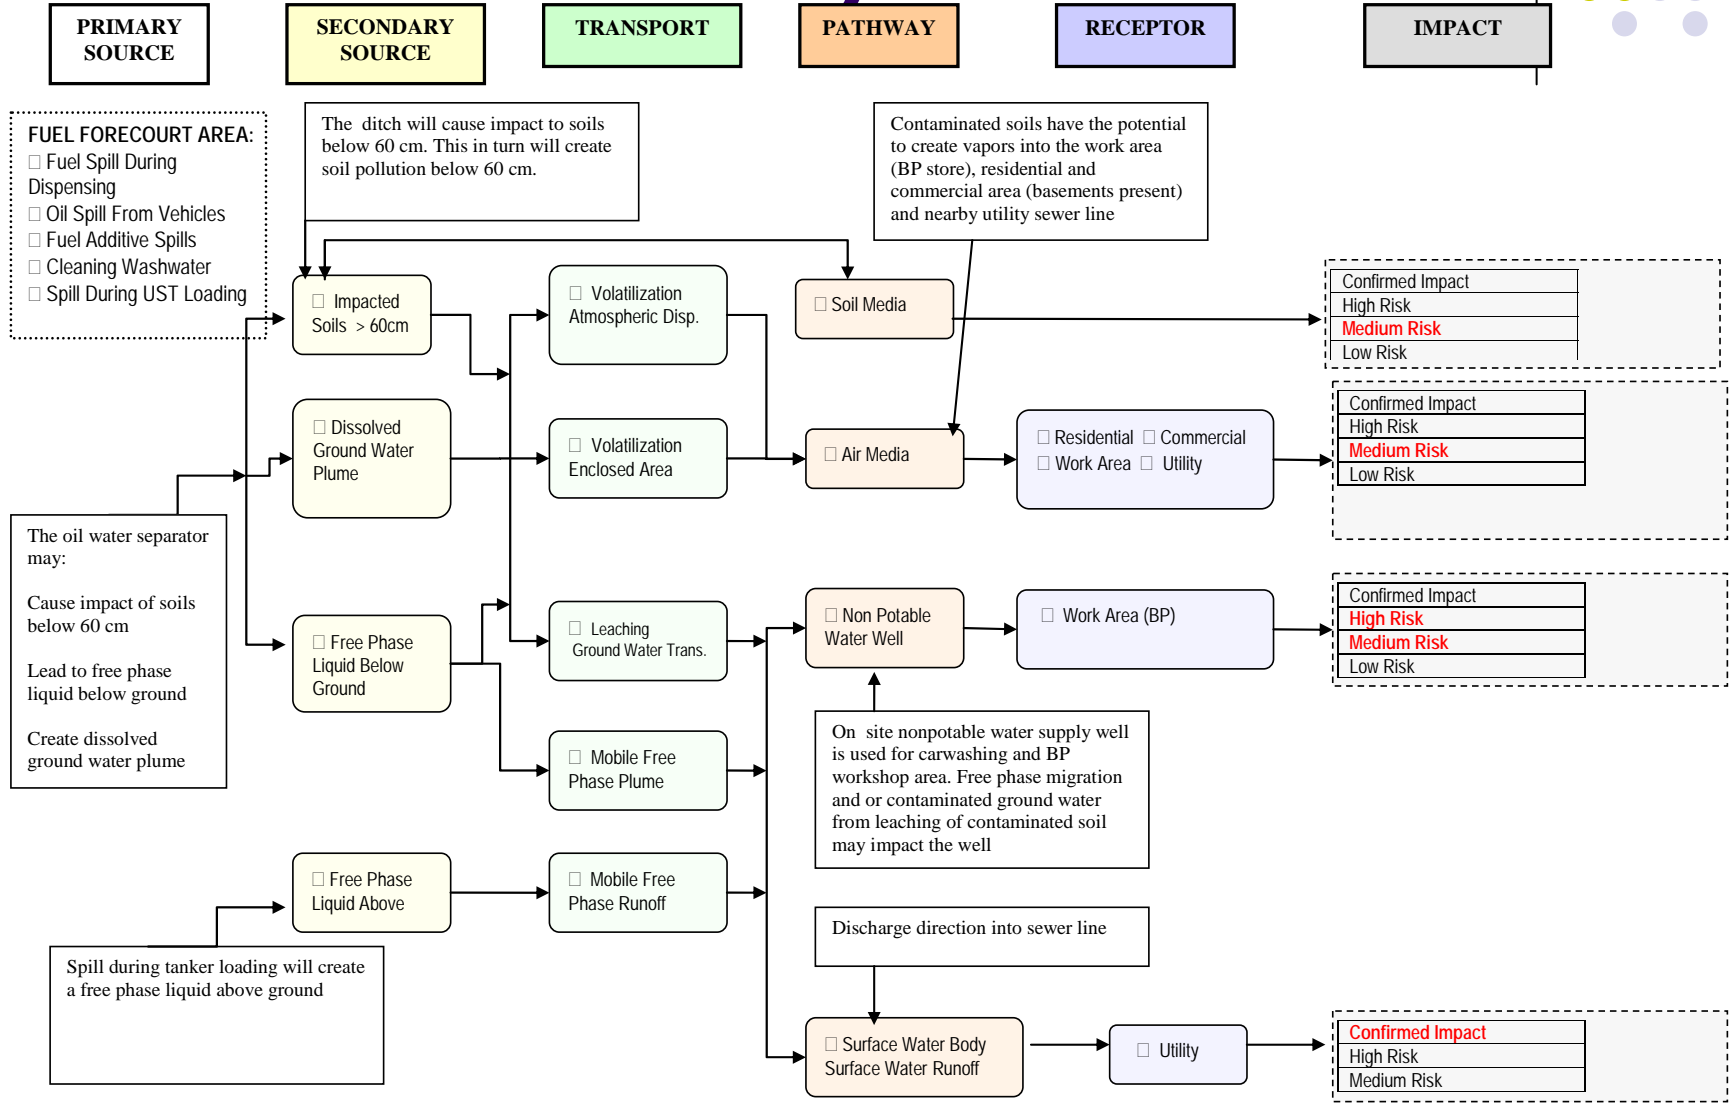 PRIMARY
SOURCE
SECONDARY
SOURCE
TRANSPORT
PATHWAY
RECEPTOR
IMPACT
FUEL FORECOURT AREA:
□ Fuel Spill During
Dispensing
□ Oil Spill From Vehicles
□ Fuel Additive Spills
□ Cleaning Washwater
□ Spill During UST Loading
The ditch will cause impact to soils
below 60 cm. This in turn will create
soil pollution below 60 cm.
Contaminated soils have the potential
to create vapors into the work area
(BP store), residential and
commercial area (basements present)
and nearby utility sewer line
□ Impacted
Soils > 60cm
□ Volatilization
Atmospheric Disp.
□ Soil Media
Confirmed Impact
High Risk
Medium Risk
Low Risk
□ Dissolved
Ground Water
Plume
□ Volatilization
Enclosed Area
□ Air Media
□ Residential □ Commercial
□ Work Area □ Utility
Confirmed Impact
High Risk
Medium Risk
Low Risk
The oil water separator
may:
Cause impact of soils
below 60 cm
Lead to free phase
liquid below ground
Create dissolved
ground water plume
□ Free Phase
Liquid Below
Ground
□ Leaching
Ground Water Trans.
□ Non Potable
Water Well
□ Work Area (BP)
Confirmed Impact
High Risk
Medium Risk
Low Risk
□ Mobile Free
Phase Plume
On site nonpotable water supply well
is used for carwashing and BP
workshop area. Free phase migration
and or contaminated ground water
from leaching of contaminated soil
may impact the well
□ Free Phase
Liquid Above
□ Mobile Free
Phase Runoff
Discharge direction into sewer line
Spill during tanker loading will create
a free phase liquid above ground
□ Surface Water Body
Surface Water Runoff
□ Utility
Confirmed Impact
High Risk
Medium Risk